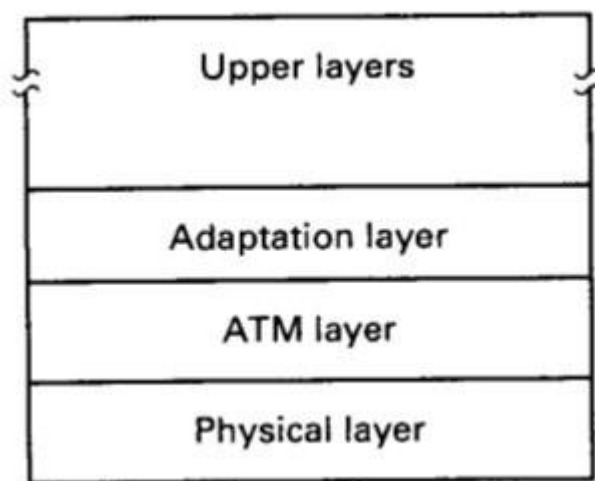 Upper layers
Adaptation layer
ATM layer
Physical layer